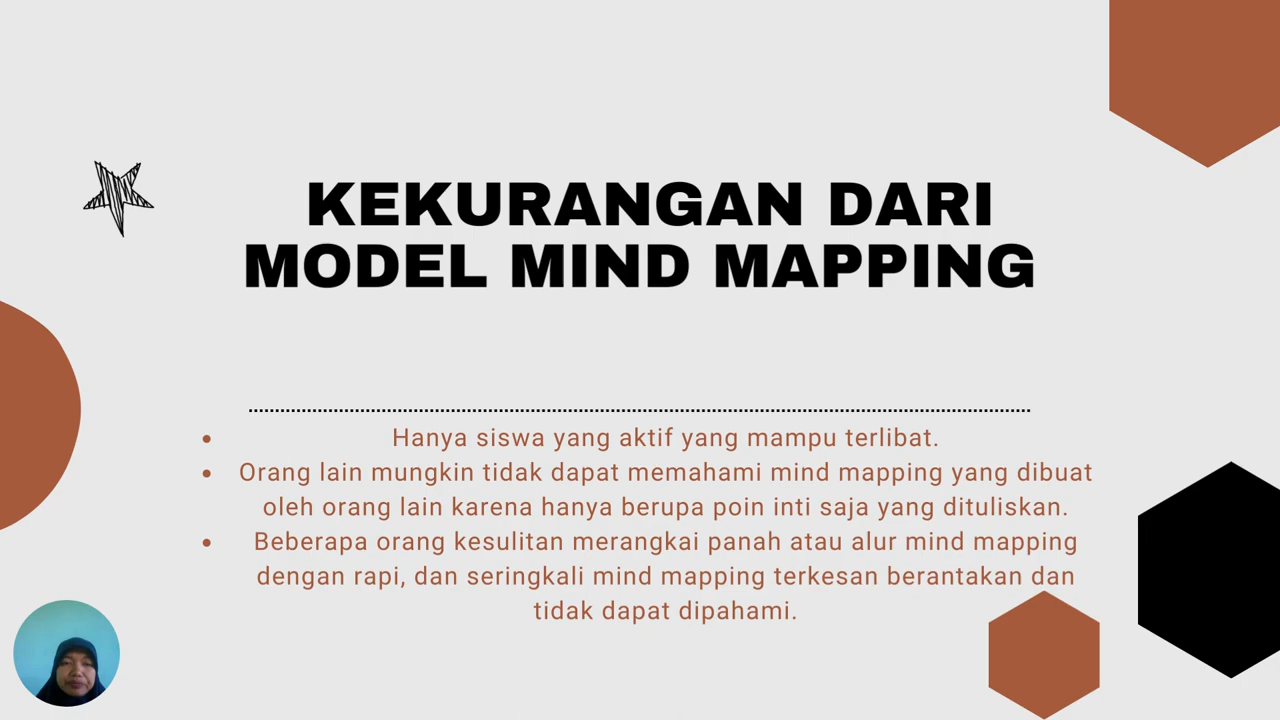 KEKURANGAN DARI
MODEL MIND MAPPING
• Hanya siswa yang aktif yang mampu terlibat.
• Orang lain mungkin tidak dapat memahami mind mapping yang dibuat
oleh orang lain karena hanya berupa poin inti saja yang dituliskan.
• Beberapa orang kesulitan merangkai panah atau alur mind mapping
dengan rapi, dan seringkali mind mapping terkesan berantakan dan
tidak dapat dipahami.